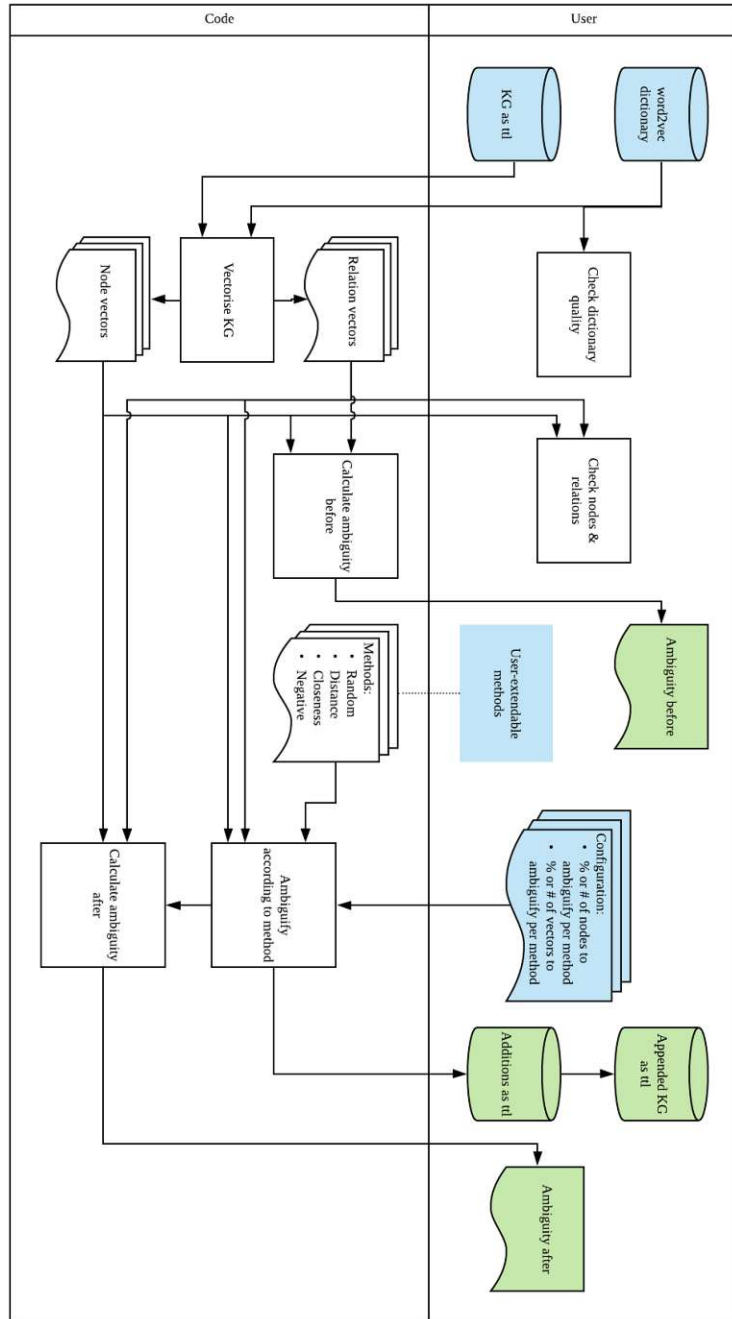 User
word2vec
dictionary
KG as ttl
Check dictionary
quality
Check nodes &
relations
Ambiguity before
User-extendable
methods
Configuration:
• % or # of nodes to
ambiguify per method
• % or # of vectors to
ambiguify per method
Appended KG
as ttl
Additions as ttl
Ambiguity after
Code
Relation vectors
Vectorise KG
Node vectors
Calculate ambiguity
before
Methods:
• Random
• Distance
• Closeness
• Negative
Ambiguify
according to method
Calculate ambiguity
after